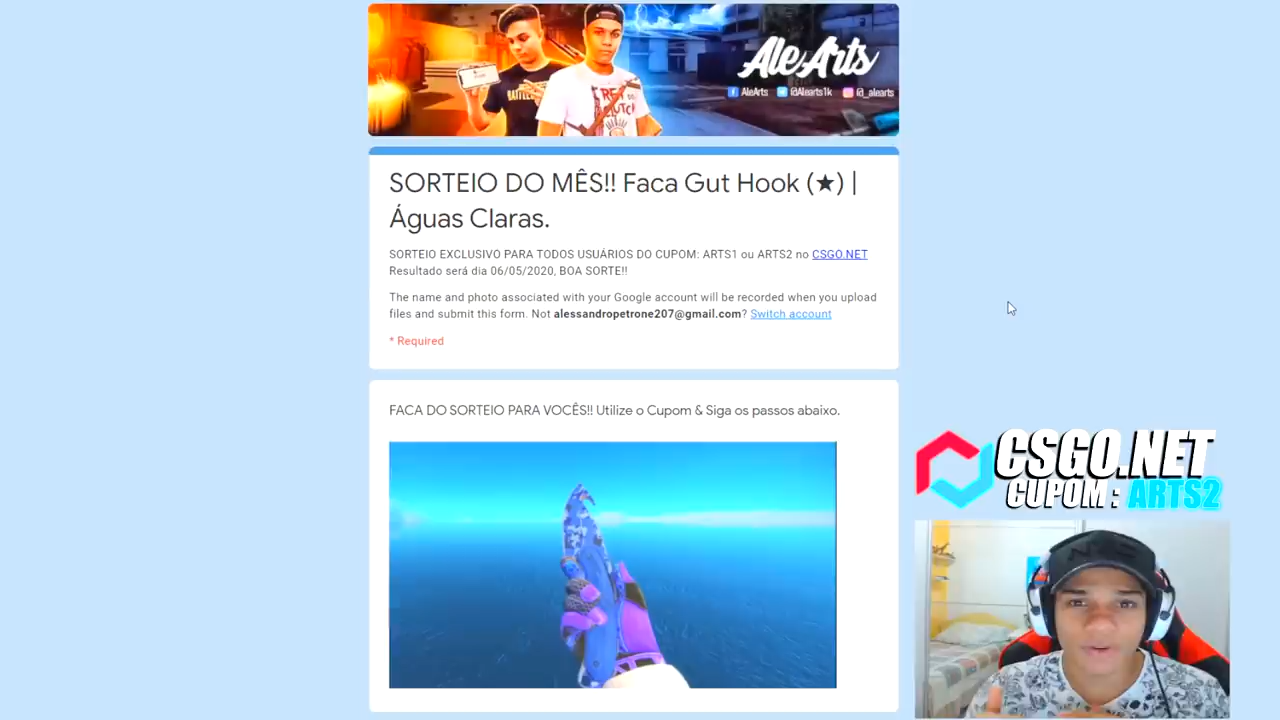 AleArts
AleArts @Alearts1k @_alearts
SORTEIO DO MÊS!! Faca Gut Hook (★) |
Águas Claras.
SORTEIO EXCLUSIVO PARA TODOS USUÁRIOS DO CUPOM: ARTS1 ou ARTS2 no CSGO.NET
Resultado será dia 06/05/2020, BOA SORTE!!
The name and photo associated with your Google account will be recorded when you upload
files and submit this form. Not alessandropetrone207@gmail.com? Switch account
* Required
FACA DO SORTEIO PARA VOCÊS!! Utilize o Cupom & Siga os passos abaixo.
CSGO.NET
CUPOM: ARTS2